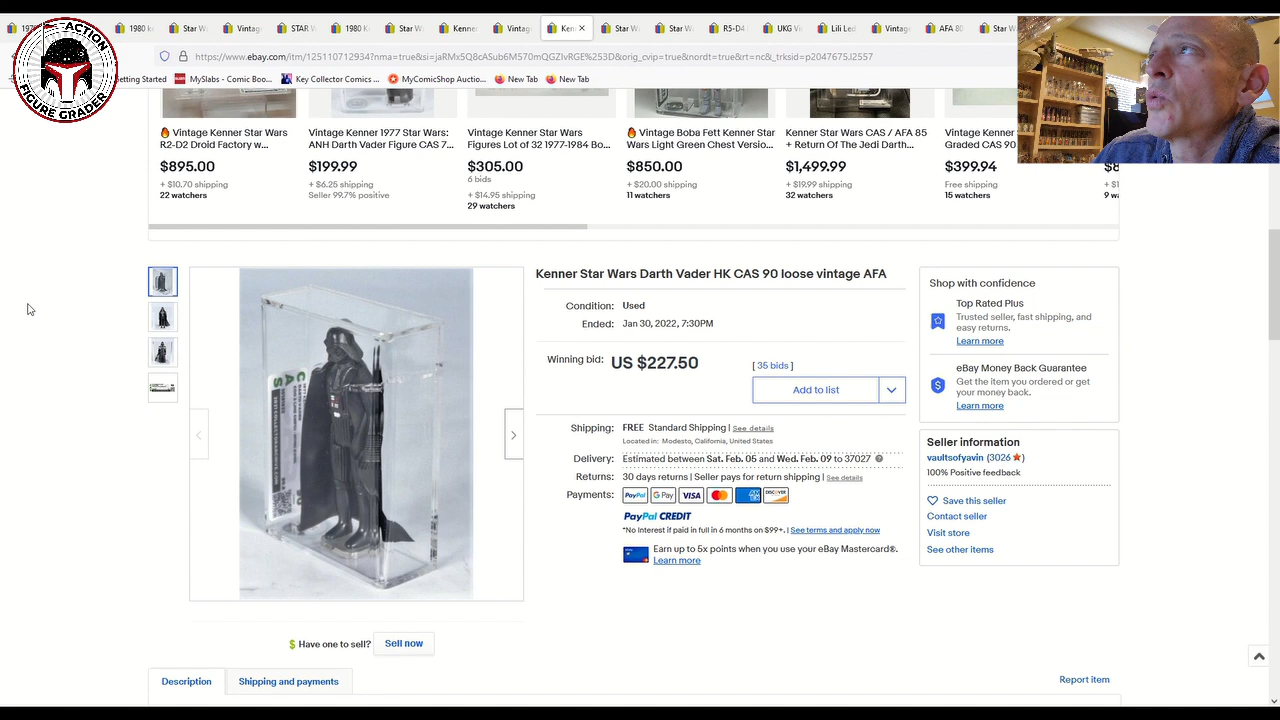 1980 k
Star W
Vintag
STAR
1980 K
Star W
Kenne
Vintag
Ken
Star W
Star W
R5-D4
UKG Vi
Lili Led
Vintag
AFA 80
Star W
https://www.ebay.com/itm/125110712934?nma=true&si=jaRMx5Q8cASub6M570mQGZIvRGE%253D&orig_cvip=true&nordt=true&rt=nc&_trksid=p2047675.l2557
etting Started
MySlabs - Comic Boo...
Key Collector Comics ...
MyComicShop Auctio...
New Tab
New Tab
ACTION
FIGURE GRADER
Vintage Kenner Star Wars
R2-D2 Droid Factory w...
$895.00
+ $10.70 shipping
22 watchers
Vintage Kenner 1977 Star Wars:
ANH Darth Vader Figure CAS 7...
$199.99
+ $6.25 shipping
Seller 99.7% positive
Vintage Kenner Star Wars
Figures Lot of 32 1977-1984 Bo...
$305.00
6 bids
+ $14.95 shipping
29 watchers
Vintage Boba Fett Kenner Star
Wars Light Green Chest Versio...
$850.00
+ $20.00 shipping
11 watchers
Kenner Star Wars CAS / AFA 85
+ Return Of The Jedi Darth...
$1,499.99
+ $19.99 shipping
32 watchers
Vintage Kenn
Graded CAS 90
$399.94
Free shipping
15 watchers
Kenner Star Wars Darth Vader HK CAS 90 loose vintage AFA
Condition: Used
Ended: Jan 30, 2022, 7:30PM
Winning bid: US $227.50 [ 35 bids ]
Add to list
Shipping: FREE Standard Shipping | See details
Located in: Modesto, California, United States
Delivery: Estimated between Sat. Feb. 05 and Wed. Feb. 09 to 37027
Returns: 30 days returns | Seller pays for return shipping | See details
Payments: PayPal G Pay VISA DISCOVER
PayPal CREDIT
*No Interest if paid in full in 6 months on $99+. | See terms and apply now
Earn up to 5x points when you use your eBay Mastercard®.
Learn more
Shop with confidence
Top Rated Plus
Trusted seller, fast shipping, and
easy returns.
Learn more
eBay Money Back Guarantee
Get the item you ordered or get
your money back.
Learn more
Seller information
vaultsofyavin (3026 )
100% Positive feedback
Save this seller
Contact seller
Visit store
See other items
Have one to sell? Sell now
Description
Shipping and payments
Report item